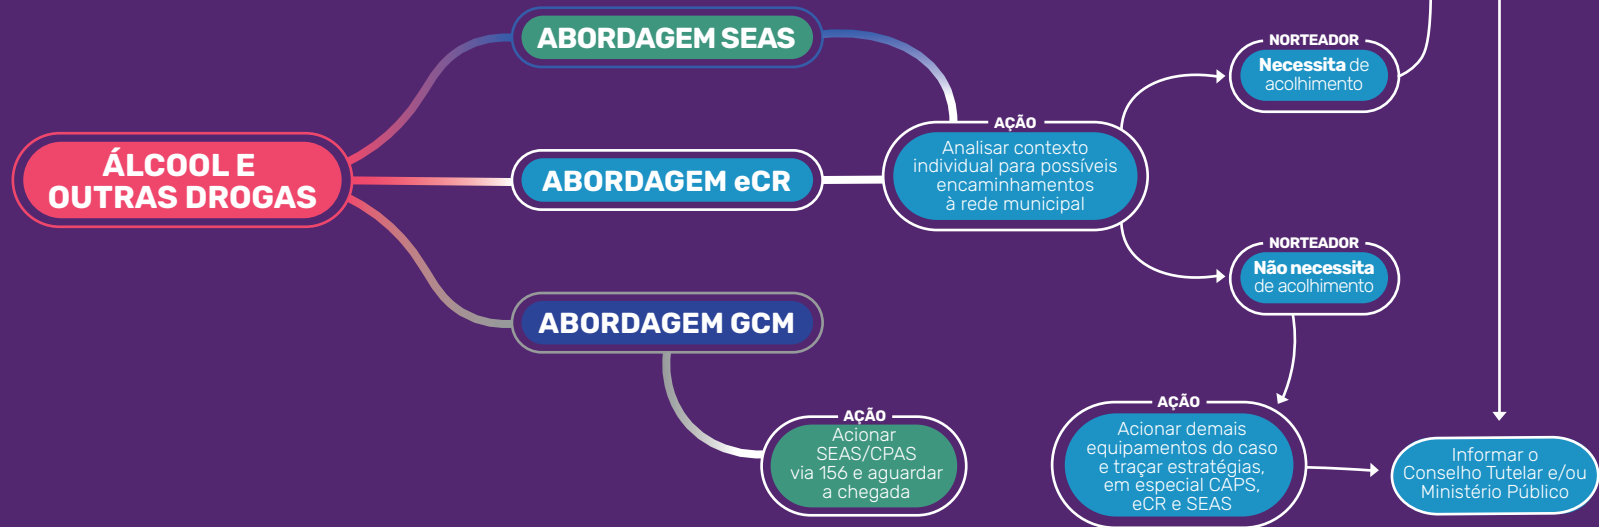 ÁLCOOL E
OUTRAS DROGAS
ABORDAGEM SEAS
ABORDAGEM eCR
ABORDAGEM GCM
AÇÃO
Acionar
SEAS/CPAS
via 156 e aguardar
a chegada
AÇÃO
Analisar contexto
individual para possíveis
encaminhamentos
à rede municipal
NORTEADOR
Necessita de
acolhimento
NORTEADOR
Não necessita
de acolhimento
AÇÃO
Acionar demais
equipamentos do caso
e traçar estratégias,
em especial CAPS,
eCR e SEAS
Informar o
Conselho Tutelar e/ou
Ministério Público